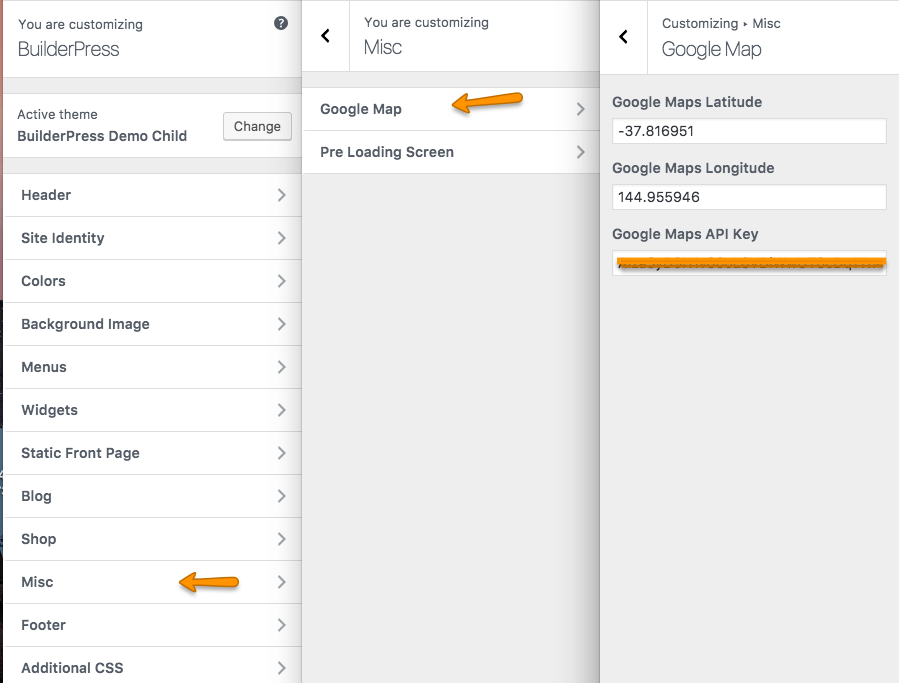 You are customizing
BuilderPress
?
Active theme
BuilderPress Demo Child
Change
Header
Site Identity
Colors
Background Image
Menus
Widgets
Static Front Page
Blog
Shop
Misc
Footer
Additional CSS
You are customizing
Misc
Google Map
Pre Loading Screen
Customizing ▸ Misc
Google Map
Google Maps Latitude
-37.816951
Google Maps Longitude
144.955946
Google Maps API Key